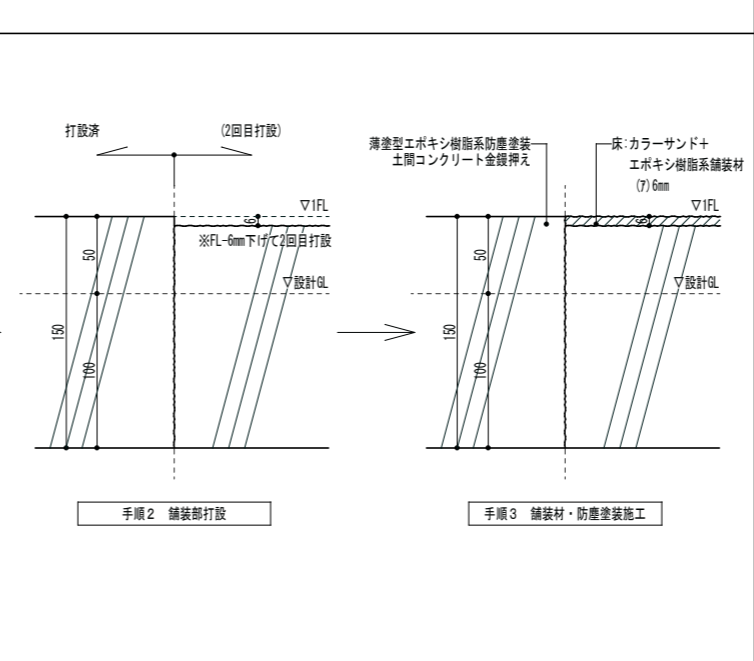 打設済
(2回目打設)
▽1FL
6
※FL-6mm下げて2回目打設
50
▽設計GL
150
100
手順2 舗装部打設
薄塗型エポキシ樹脂系防塵塗装
土間コンクリート金鏝押え
床:カラーサンド+
エポキシ樹脂系舗装材
(ア)6mm
▽1FL
6
50
▽設計GL
150
100
手順3 舗装材・防塵塗装施工